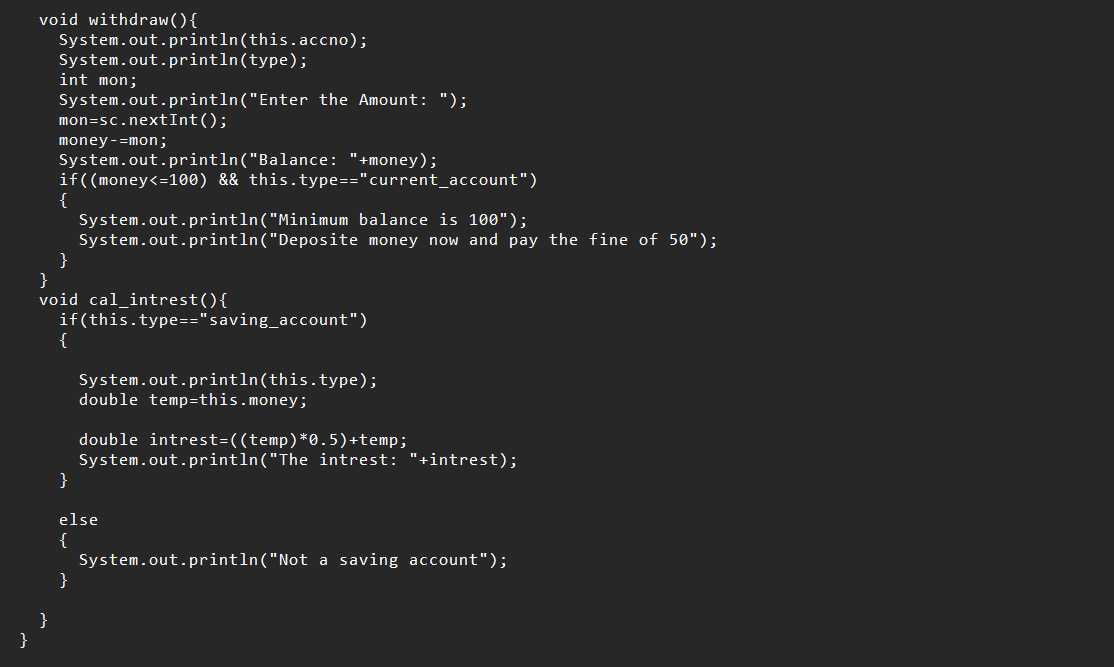 void withdraw(){
System.out.println(this.accno);
System.out.println(type);
int mon;
System.out.println("Enter the Amount: ");
mon=sc.nextInt();
money-=mon;
System.out.println("Balance: "+money);
if((money<=100) && this.type=="current_account")
{
System.out.println("Minimum balance is 100");
System.out.println("Deposite money now and pay the fine of 50");
}
}
void cal_intrest(){
if(this.type=="saving_account")
{
System.out.println(this.type);
double temp=this.money;
double intrest=((temp)*0.5)+temp;
System.out.println("The intrest: "+intrest);
}
else
{
System.out.println("Not a saving account");
}
}
}